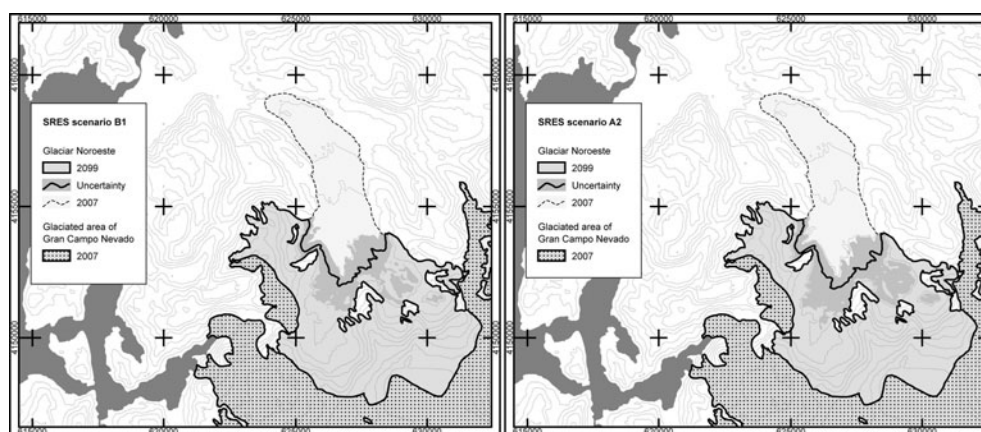 615000 620000 625000 630000
4160000
SRES scenario B1
Glaciar Noroeste
2099
Uncertainty
2007
Glaciated area of
Gran Campo Nevado
2007
4155000
4150000
615000 620000 625000 630000
615000 620000 625000 630000
4160000
SRES scenario A2
Glaciar Noroeste
2099
Uncertainty
2007
Glaciated area of
Gran Campo Nevado
2007
4155000
4150000
615000 620000 625000 630000